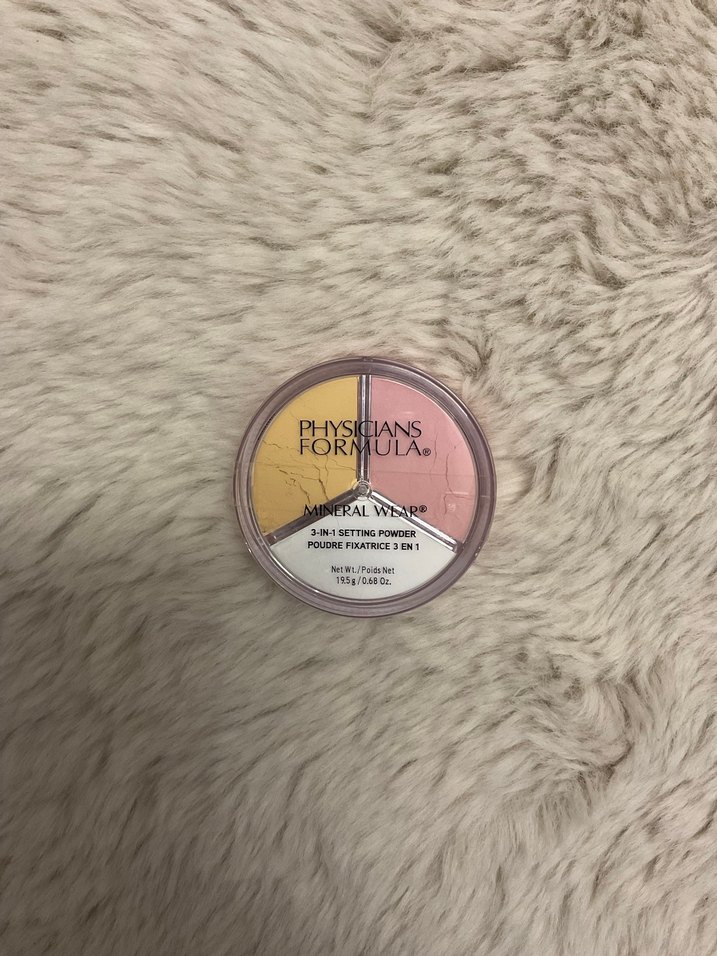 PHYSICIANS
FORMULA®
MINERAL WEAR®
3-IN-1 SETTING POWDER
POUDRE FIXATRICE 3 EN 1
Net Wt./Poids Net
19.5g/0.68 Oz.